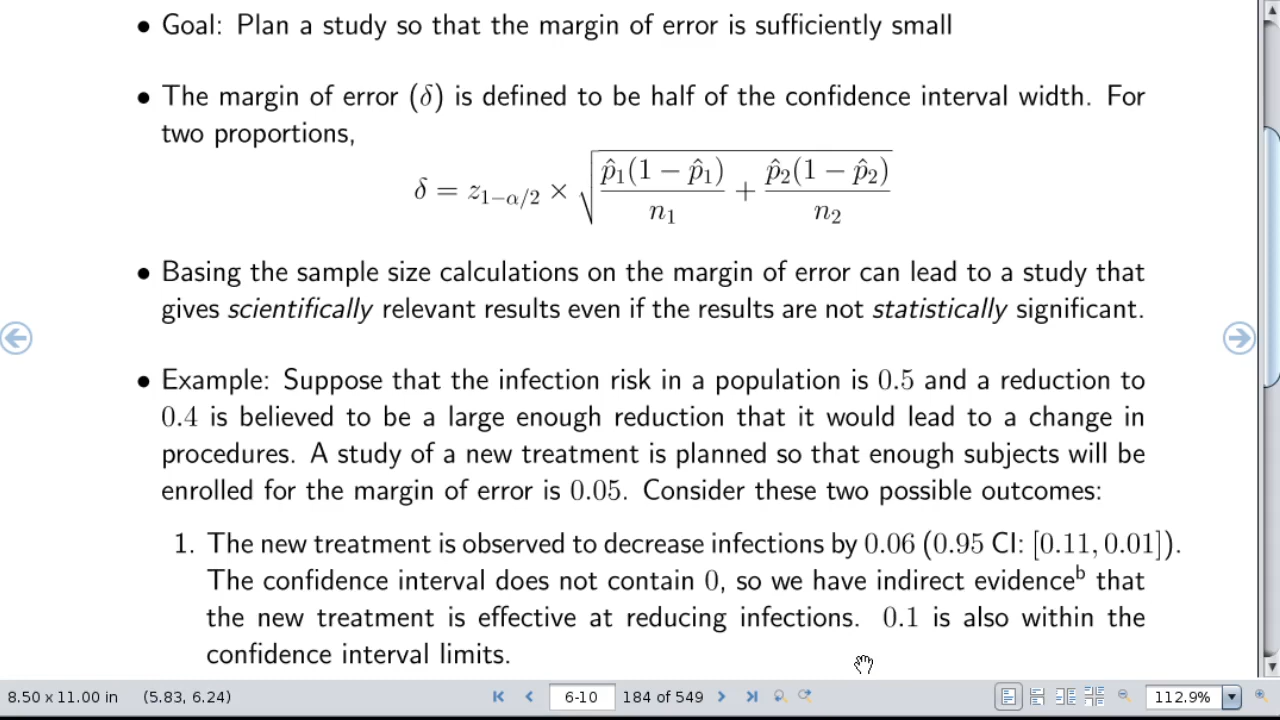 • Goal: Plan a study so that the margin of error is sufficiently small
• The margin of error (δ) is defined to be half of the confidence interval width. For
two proportions,
δ = z₁₋α/₂ × √( p̂₁(1 − p̂₁)/n₁ + p̂₂(1 − p̂₂)/n₂ )
• Basing the sample size calculations on the margin of error can lead to a study that
gives scientifically relevant results even if the results are not statistically significant.
• Example: Suppose that the infection risk in a population is 0.5 and a reduction to
0.4 is believed to be a large enough reduction that it would lead to a change in
procedures. A study of a new treatment is planned so that enough subjects will be
enrolled for the margin of error is 0.05. Consider these two possible outcomes:
1. The new treatment is observed to decrease infections by 0.06 (0.95 CI: [0.11, 0.01]).
The confidence interval does not contain 0, so we have indirect evidenceᵇ that
the new treatment is effective at reducing infections. 0.1 is also within the
confidence interval limits.
8.50 x 11.00 in (5.83, 6.24) 6-10 184 of 549 112.9%